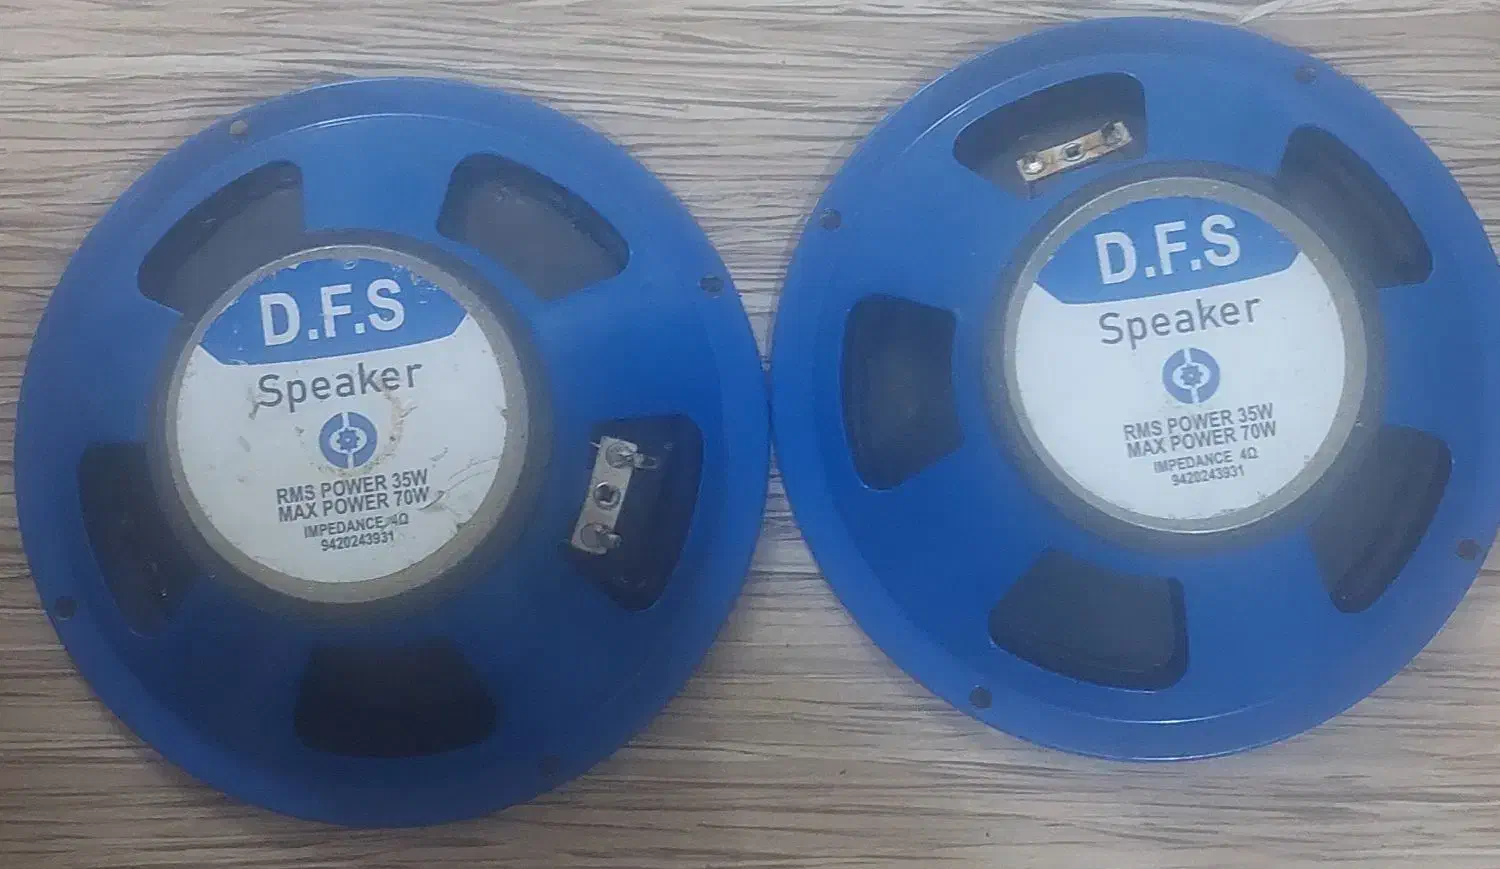 D.F.S
Speaker
RMS POWER 35W
MAX POWER 70W
IMPEDANCE 4Ω
9420243931
D.F.S
Speaker
RMS POWER 35W
MAX POWER 70W
IMPEDANCE 4Ω
9420243931